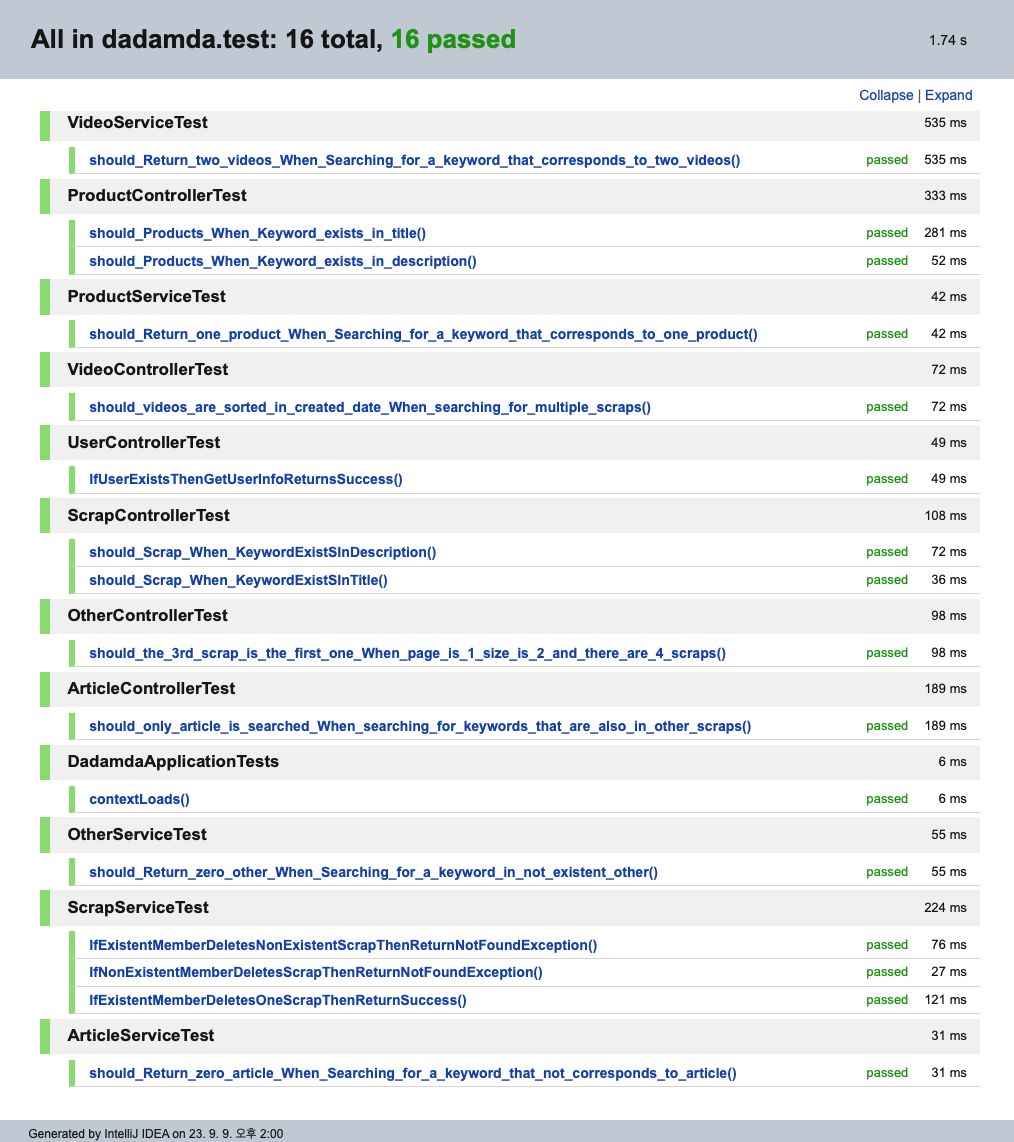 All in dadamda.test: 16 total, 16 passed 1.74 s
Collapse | Expand
VideoServiceTest 535 ms
should_Return_two_videos_When_Searching_for_a_keyword_that_corresponds_to_two_videos() passed 535 ms
ProductControllerTest 333 ms
should_Products_When_Keyword_exists_in_title() passed 281 ms
should_Products_When_Keyword_exists_in_description() passed 52 ms
ProductServiceTest 42 ms
should_Return_one_product_When_Searching_for_a_keyword_that_corresponds_to_one_product() passed 42 ms
VideoControllerTest 72 ms
should_videos_are_sorted_in_created_date_When_searching_for_multiple_scraps() passed 72 ms
UserControllerTest 49 ms
IfUserExistsThenGetUserInfoReturnsSuccess() passed 49 ms
ScrapControllerTest 108 ms
should_Scrap_When_KeywordExistSInDescription() passed 72 ms
should_Scrap_When_KeywordExistSInTitle() passed 36 ms
OtherControllerTest 98 ms
should_the_3rd_scrap_is_the_first_one_When_page_is_1_size_is_2_and_there_are_4_scraps() passed 98 ms
ArticleControllerTest 189 ms
should_only_article_is_searched_When_searching_for_keywords_that_are_also_in_other_scraps() passed 189 ms
DadamdaApplicationTests 6 ms
contextLoads() passed 6 ms
OtherServiceTest 55 ms
should_Return_zero_other_When_Searching_for_a_keyword_in_not_existent_other() passed 55 ms
ScrapServiceTest 224 ms
IfExistentMemberDeletesNonExistentScrapThenReturnNotFoundException() passed 76 ms
IfNonExistentMemberDeletesScrapThenReturnNotFoundException() passed 27 ms
IfExistentMemberDeletesOneScrapThenReturnSuccess() passed 121 ms
ArticleServiceTest 31 ms
should_Return_zero_article_When_Searching_for_a_keyword_that_not_corresponds_to_article() passed 31 ms
Generated by IntelliJ IDEA on 23. 9. 9. 오후 2:00